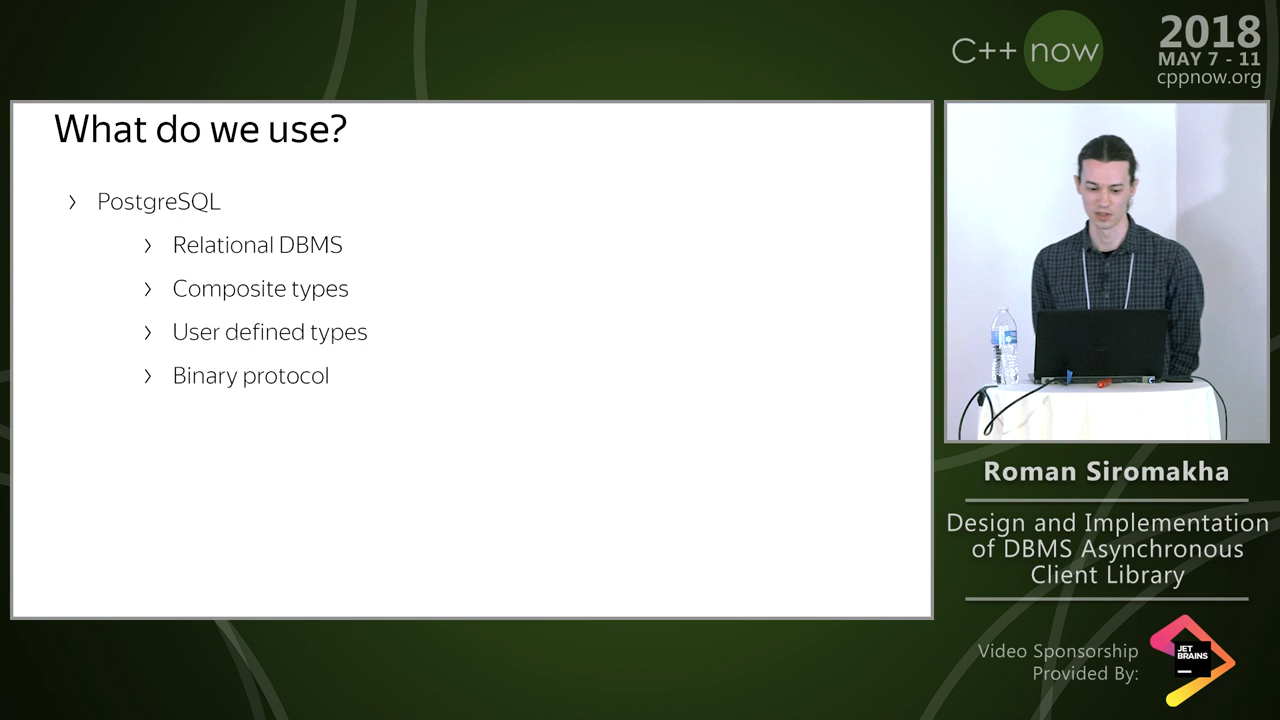 C++ now
2018
MAY 7 - 11
cppnow.org
What do we use?
› PostgreSQL
› Relational DBMS
› Composite types
› User defined types
› Binary protocol
Roman Siromakha
Design and Implementation
of DBMS Asynchronous
Client Library
Video Sponsorship
Provided By:
JET
BRAINS